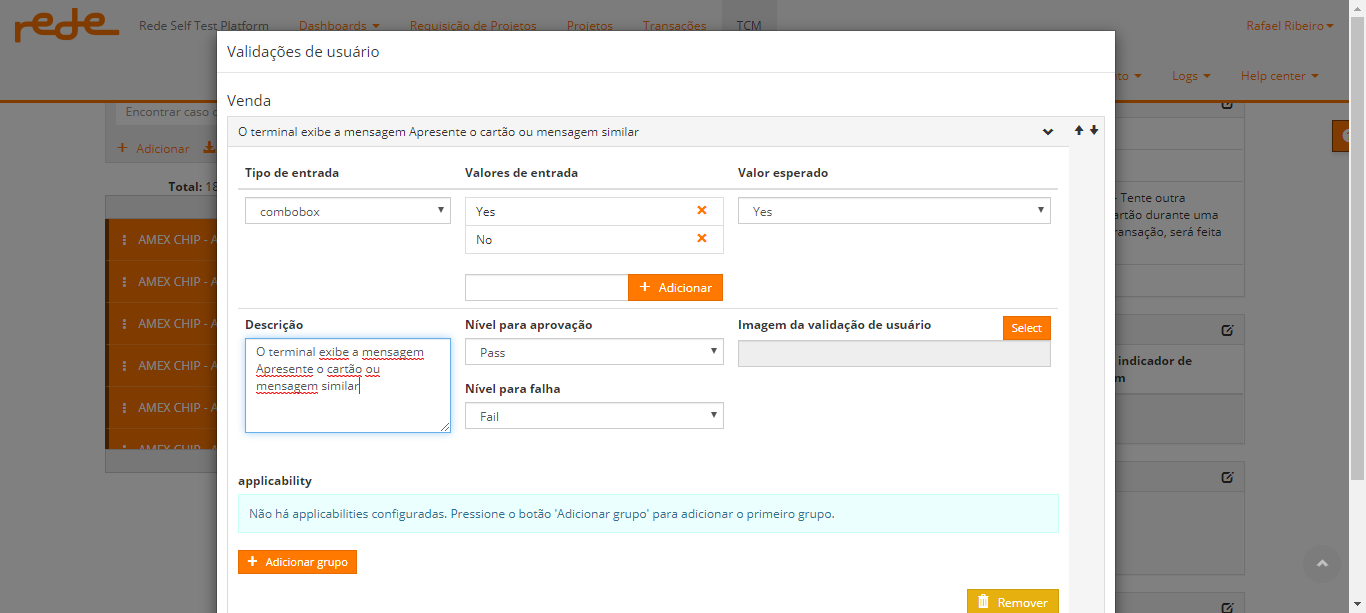 rede Rede Self Test Platform Dashboards Requisição de Projetos Projetos Transações TCM Rafael Ribeiro
Logs Help center
Validações de usuário
Venda
O terminal exibe a mensagem Apresente o cartão ou mensagem similar
Tipo de entrada Valores de entrada Valor esperado
combobox Yes Yes
No
Adicionar
Descrição Nível para aprovação Imagem da validação de usuário Select
O terminal exibe a mensagem
Apresente o cartão ou
mensagem similar
Pass
Nível para falha
Fail
applicability
Não há applicabilities configuradas. Pressione o botão 'Adicionar grupo' para adicionar o primeiro grupo.
Adicionar grupo
Remover
Encontrar caso
Adicionar
Total: 18
AMEX CHIP - A
AMEX CHIP - A
AMEX CHIP - A
AMEX CHIP - A
AMEX CHIP - A
AMEX CHIP - A
- Tente outra
durante uma
será feita
indicador de